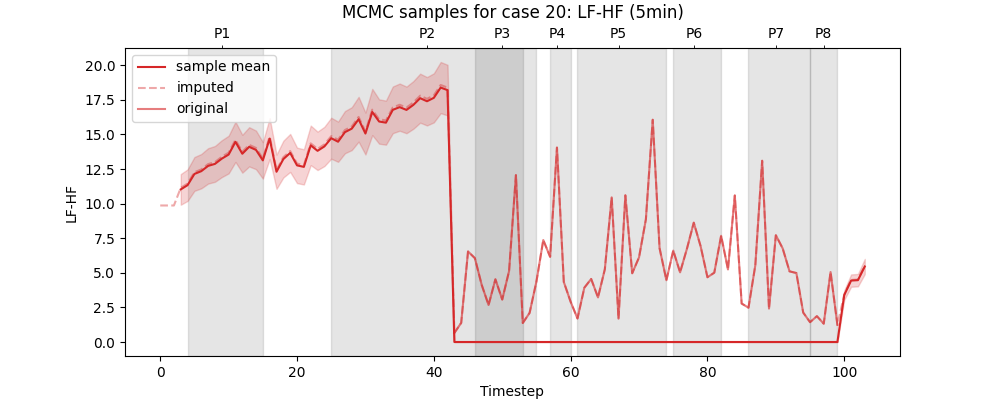 MCMC samples for case 20: LF-HF (5min)
P1 P2 P3 P4 P5 P6 P7 P8
sample mean
imputed
original
20.0
17.5
15.0
12.5
10.0
7.5
5.0
2.5
0.0
LF-HF
0 20 40 60 80 100
Timestep